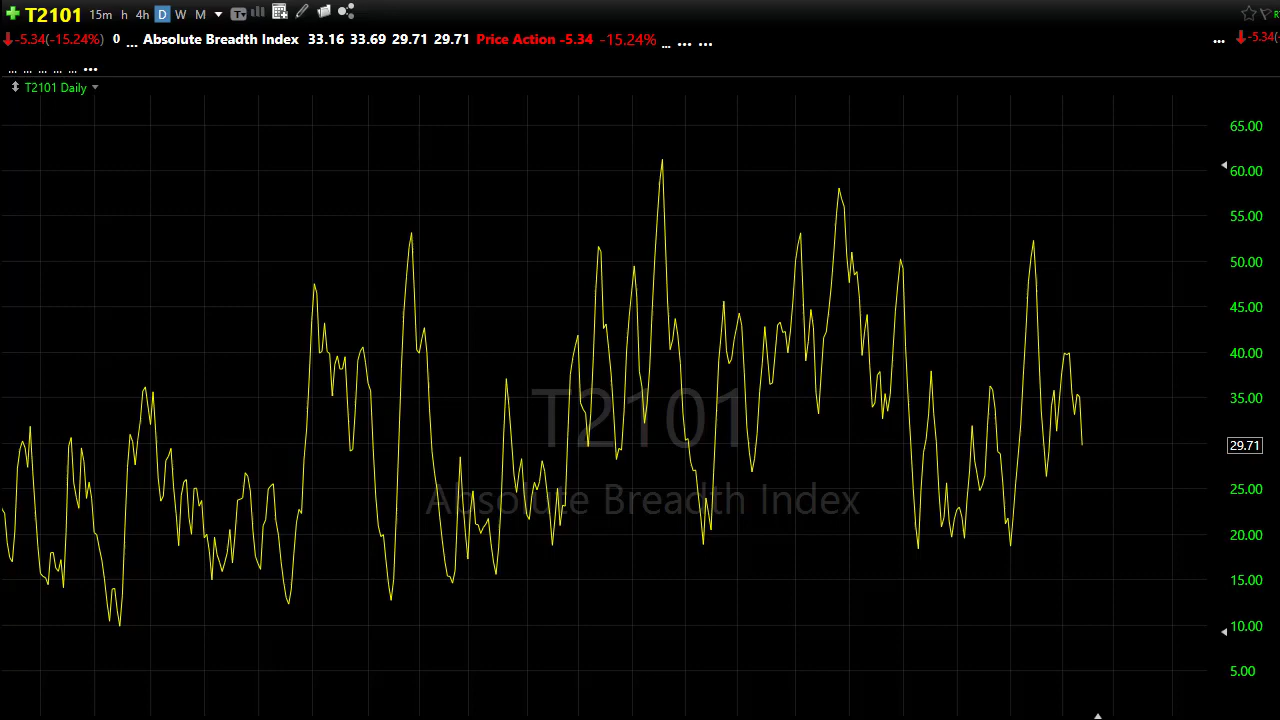 T2101 15m h 4h D W M T
-5.34(-15.24%) 0 ... Absolute Breadth Index 33.16 33.69 29.71 29.71 Price Action -5.34 -15.24% ... ... ... ... -5.34(
... ... ... ... ... ...
T2101 Daily
65.00
60.00
55.00
50.00
45.00
40.00
35.00
29.71
25.00
20.00
15.00
10.00
5.00
T2101
Absolute Breadth Index